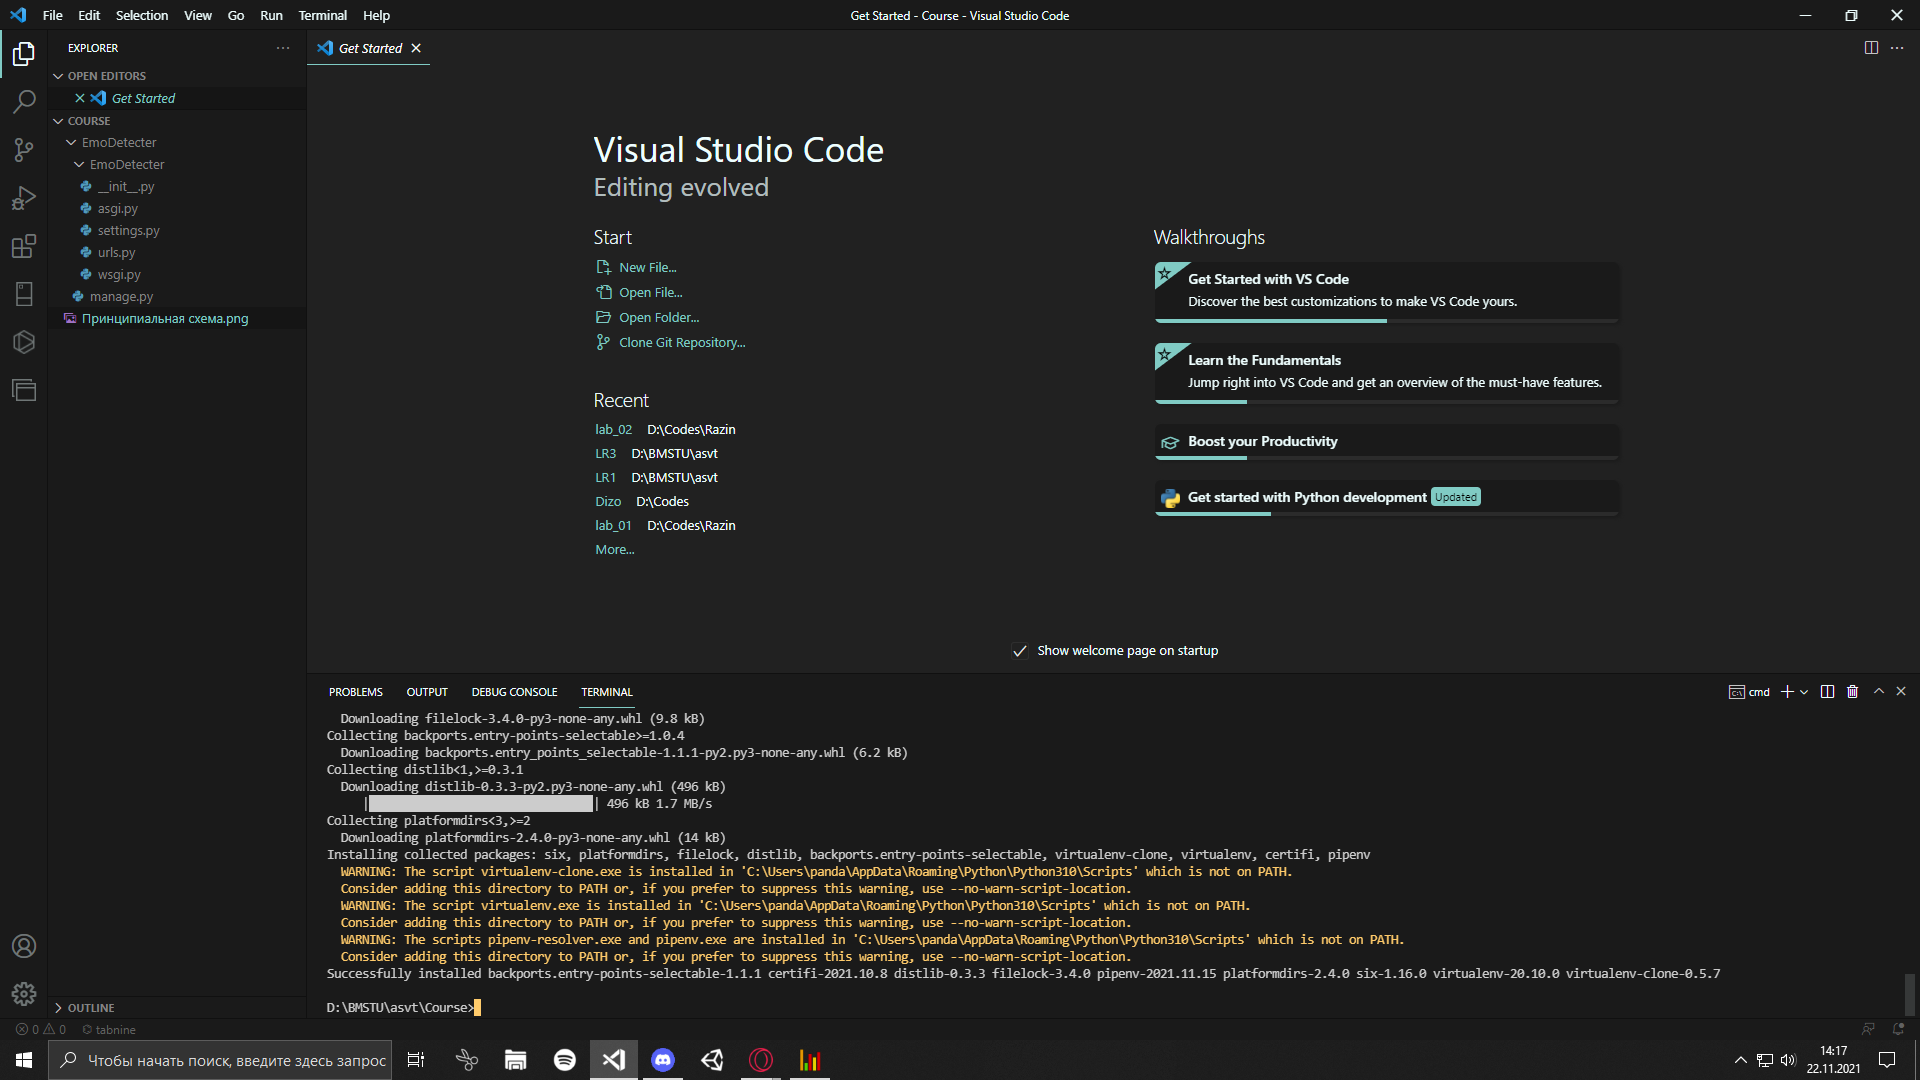 File Edit Selection View Go Run Terminal Help
Get Started - Course - Visual Studio Code
EXPLORER
OPEN EDITORS
Get Started
COURSE
EmoDetecter
EmoDetecter
__init__.py
asgi.py
settings.py
urls.py
wsgi.py
manage.py
Принципиальная схема.png
OUTLINE
Get Started
Visual Studio Code
Editing evolved
Start
New File...
Open File...
Open Folder...
Clone Git Repository...
Recent
lab_02 D:\Codes\Razin
LR3 D:\BMSTU\asvt
LR1 D:\BMSTU\asvt
Dizo D:\Codes
lab_01 D:\Codes\Razin
More...
Walkthroughs
Get Started with VS Code
Discover the best customizations to make VS Code yours.
Learn the Fundamentals
Jump right into VS Code and get an overview of the must-have features.
Boost your Productivity
Get started with Python development Updated
Show welcome page on startup
PROBLEMS OUTPUT DEBUG CONSOLE TERMINAL
cmd
Downloading filelock-3.4.0-py3-none-any.whl (9.8 kB)
Collecting backports.entry-points-selectable>=1.0.4
Downloading backports.entry_points_selectable-1.1.1-py2.py3-none-any.whl (6.2 kB)
Collecting distlib<1,>=0.3.1
Downloading distlib-0.3.3-py2.py3-none-any.whl (496 kB)
| | 496 kB 1.7 MB/s
Collecting platformdirs<3,>=2
Downloading platformdirs-2.4.0-py3-none-any.whl (14 kB)
Installing collected packages: six, platformdirs, filelock, distlib, backports.entry-points-selectable, virtualenv-clone, virtualenv, certifi, pipenv
WARNING: The script virtualenv-clone.exe is installed in 'C:\Users\panda\AppData\Roaming\Python\Python310\Scripts' which is not on PATH.
Consider adding this directory to PATH or, if you prefer to suppress this warning, use --no-warn-script-location.
WARNING: The script virtualenv.exe is installed in 'C:\Users\panda\AppData\Roaming\Python\Python310\Scripts' which is not on PATH.
Consider adding this directory to PATH or, if you prefer to suppress this warning, use --no-warn-script-location.
WARNING: The scripts pipenv-resolver.exe and pipenv.exe are installed in 'C:\Users\panda\AppData\Roaming\Python\Python310\Scripts' which is not on PATH.
Consider adding this directory to PATH or, if you prefer to suppress this warning, use --no-warn-script-location.
Successfully installed backports.entry-points-selectable-1.1.1 certifi-2021.10.8 distlib-0.3.3 filelock-3.4.0 pipenv-2021.11.15 platformdirs-2.4.0 six-1.16.0 virtualenv-20.10.0 virtualenv-clone-0.5.7
D:\BMSTU\asvt\Course>
0 0 tabnine
Чтобы начать поиск, введите здесь запрос
14:17
22.11.2021